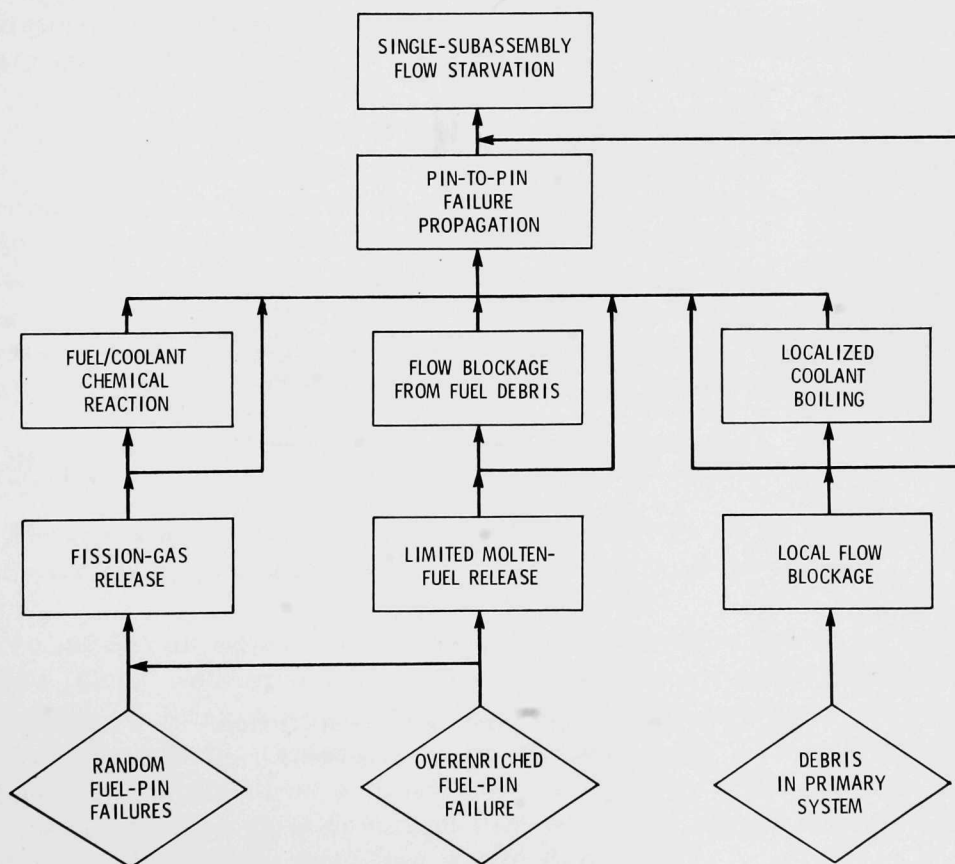 SINGLE-SUBASSEMBLY
FLOW STARVATION
PIN-TO-PIN
FAILURE
PROPAGATION
FUEL/COOLANT
CHEMICAL
REACTION
FLOW BLOCKAGE
FROM FUEL DEBRIS
LOCALIZED
COOLANT
BOILING
FISSION-GAS
RELEASE
LIMITED MOLTEN-
FUEL RELEASE
LOCAL FLOW
BLOCKAGE
RANDOM
FUEL-PIN
FAILURES
OVERENRICHED
FUEL-PIN
FAILURE
DEBRIS
IN PRIMARY
SYSTEM